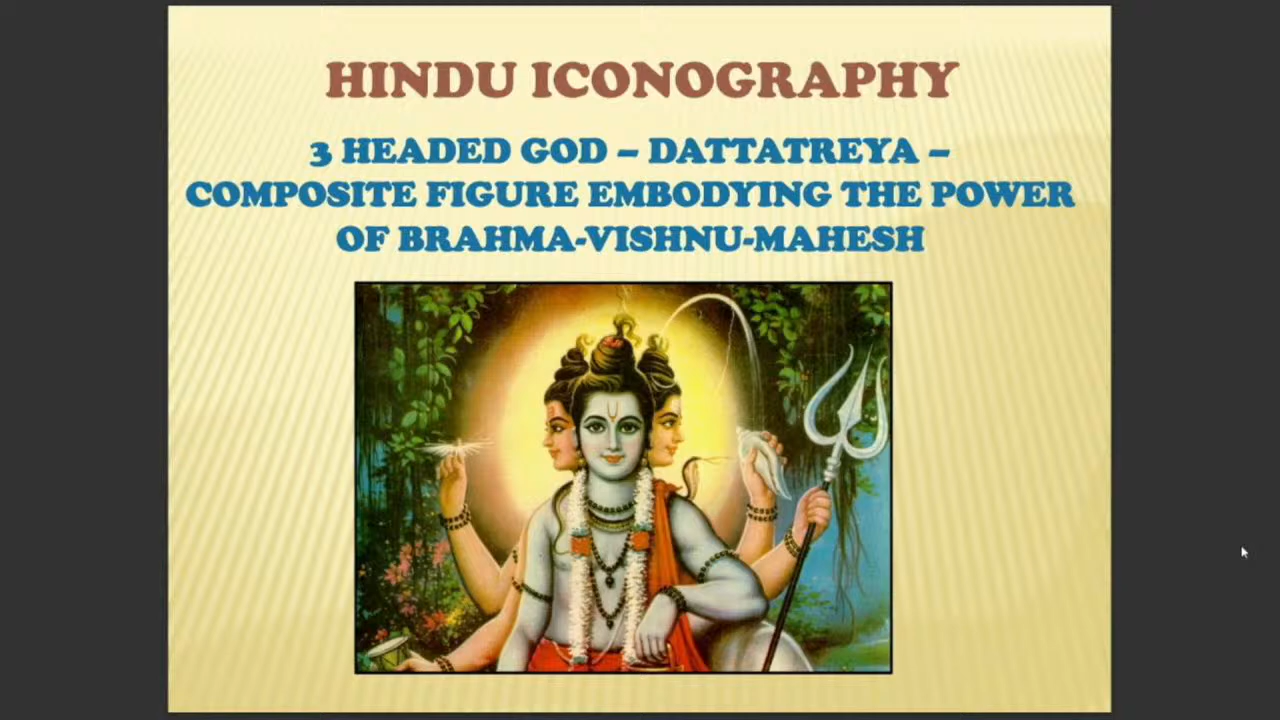 HINDU ICONOGRAPHY
3 HEADED GOD – DATTATREYA –
COMPOSITE FIGURE EMBODYING THE POWER
OF BRAHMA-VISHNU-MAHESH